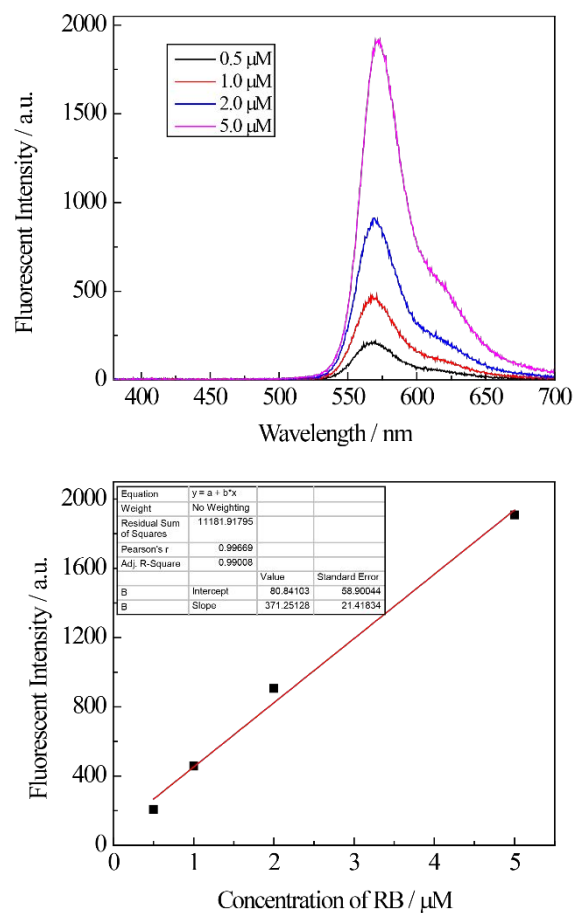 2000
1500
1000
500
0
Fluorescent Intensity / a.u.
0.5 μM
1.0 μM
2.0 μM
5.0 μM
400 450 500 550 600 650 700
Wavelength / nm
2000
1600
1200
800
400
0
Fluorescent Intensity / a.u.
Equation y = a + b*x
Weight No Weighting
Residual Sum
of Squares 11181.91795
Pearson's r 0.99669
Adj. R-Square 0.99008
Value Standard Error
B Intercept 80.84103 58.90044
B Slope 371.25128 21.41834
0 1 2 3 4 5
Concentration of RB / μM